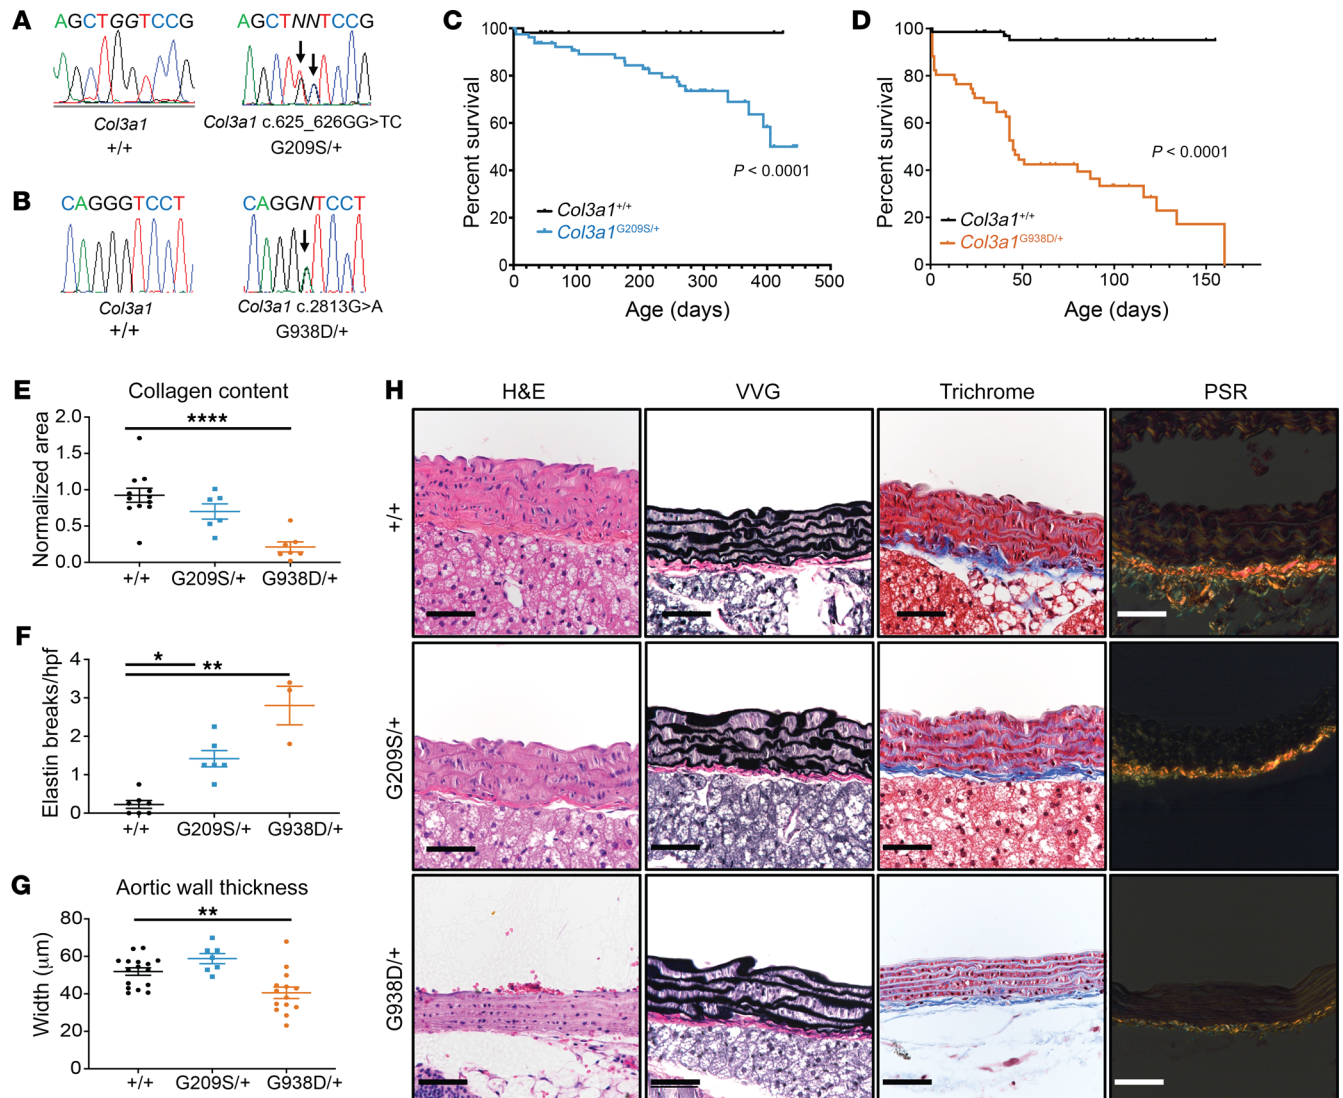 A
AGCTGGTCCG
Col3a1
+/+
AGCTNNTCCG
Col3a1 c.625_626GG>TC
G209S/+
B
CAGGGTCCT
Col3a1
+/+
CAGGNTCCT
Col3a1 c.2813G>A
G938D/+
C
Percent survival
100
80
60
40
20
0
P < 0.0001
Col3a1+/+
Col3a1G209S/+
0 100 200 300 400 500
Age (days)
D
Percent survival
100
80
60
40
20
0
P < 0.0001
Col3a1+/+
Col3a1G938D/+
0 50 100 150
Age (days)
E
Collagen content
Normalized area
2.0
1.5
1.0
0.5
0.0
****
+/+ G209S/+ G938D/+
F
Elastin breaks/hpf
4
3
2
1
0
*
**
+/+ G209S/+ G938D/+
G
Aortic wall thickness
Width (μm)
80
60
40
20
0
**
+/+ G209S/+ G938D/+
H
H&E VVG Trichrome PSR
+/+
G209S/+
G938D/+